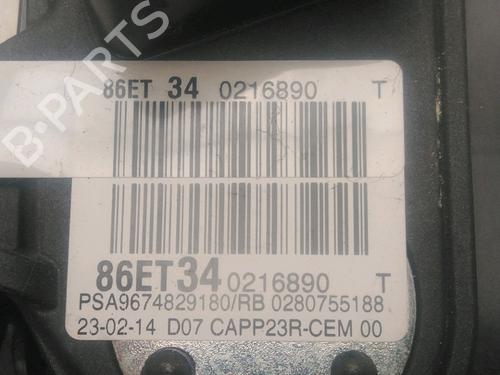 B-PARTS
86ET 34 0216890 T
86ET34 0216890 T
PSA9674829180/RB 0280755188
23-02-14 D07 CAPP23R-CEM 00